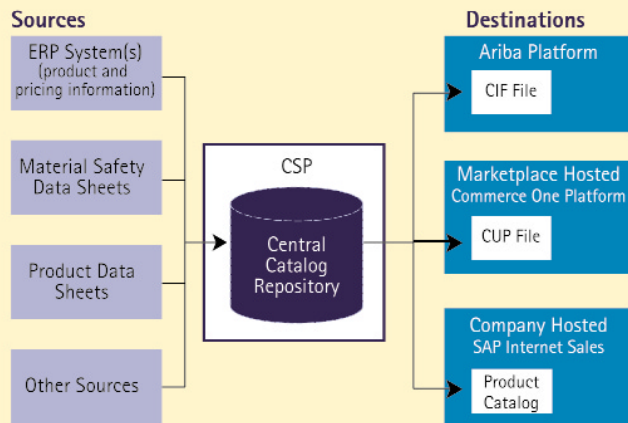 Sources
ERP System(s)
(product and
pricing information)
Material Safety
Data Sheets
Product Data
Sheets
Other Sources
CSP
Central
Catalog
Repository
Destinations
Ariba Platform
CIF File
Marketplace Hosted
Commerce One Platform
CUP File
Company Hosted
SAP Internet Sales
Product
Catalog